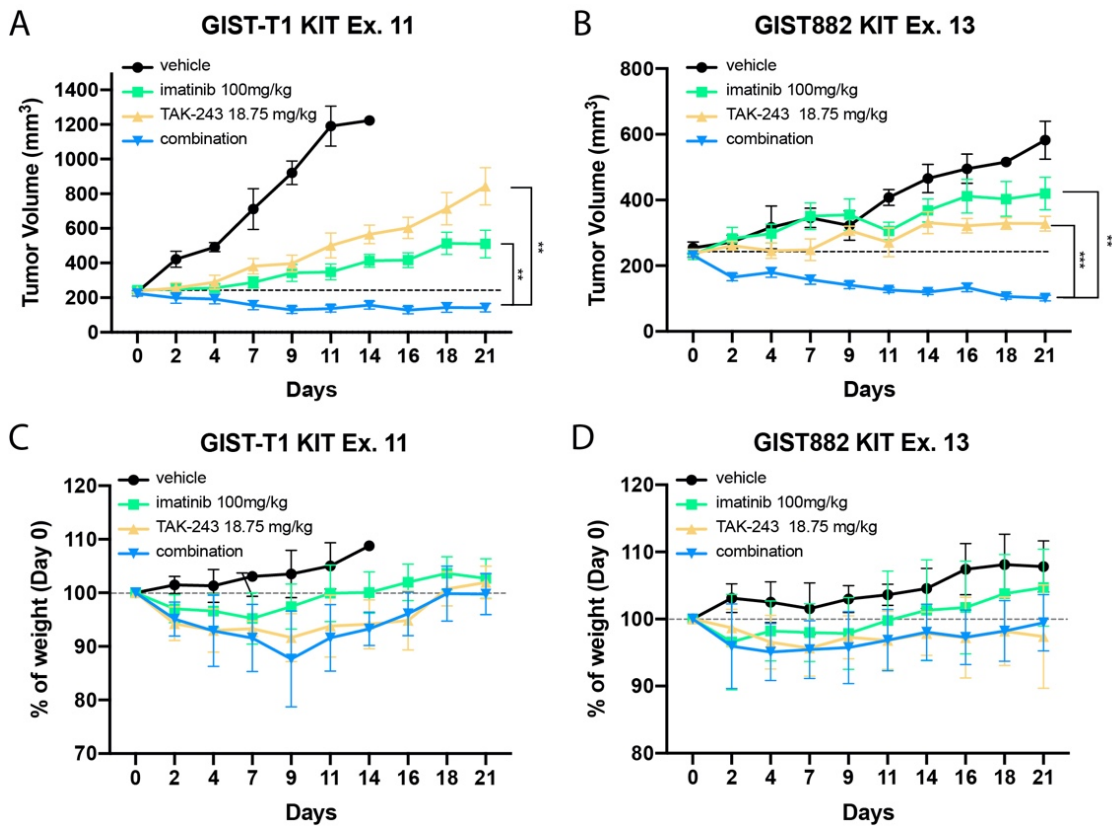 A
GIST-T1 KIT Ex. 11
vehicle
imatinib 100mg/kg
TAK-243 18.75 mg/kg
combination
Tumor Volume (mm³)
1400
1200
1000
800
600
400
200
0
**
**
0 2 4 7 9 11 14 16 18 21
Days
B
GIST882 KIT Ex. 13
vehicle
imatinib 100mg/kg
TAK-243 18.75 mg/kg
combination
Tumor Volume (mm³)
800
600
400
200
0
***
**
0 2 4 7 9 11 14 16 18 21
Days
C
GIST-T1 KIT Ex. 11
vehicle
imatinib 100mg/kg
TAK-243 18.75 mg/kg
combination
% of weight (Day 0)
120
110
100
90
80
70
0 2 4 7 9 11 14 16 18 21
Days
D
GIST882 KIT Ex. 13
vehicle
imatinib 100mg/kg
TAK-243 18.75 mg/kg
combination
% of weight (Day 0)
120
110
100
90
80
0 2 4 7 9 11 14 16 18 21
Days